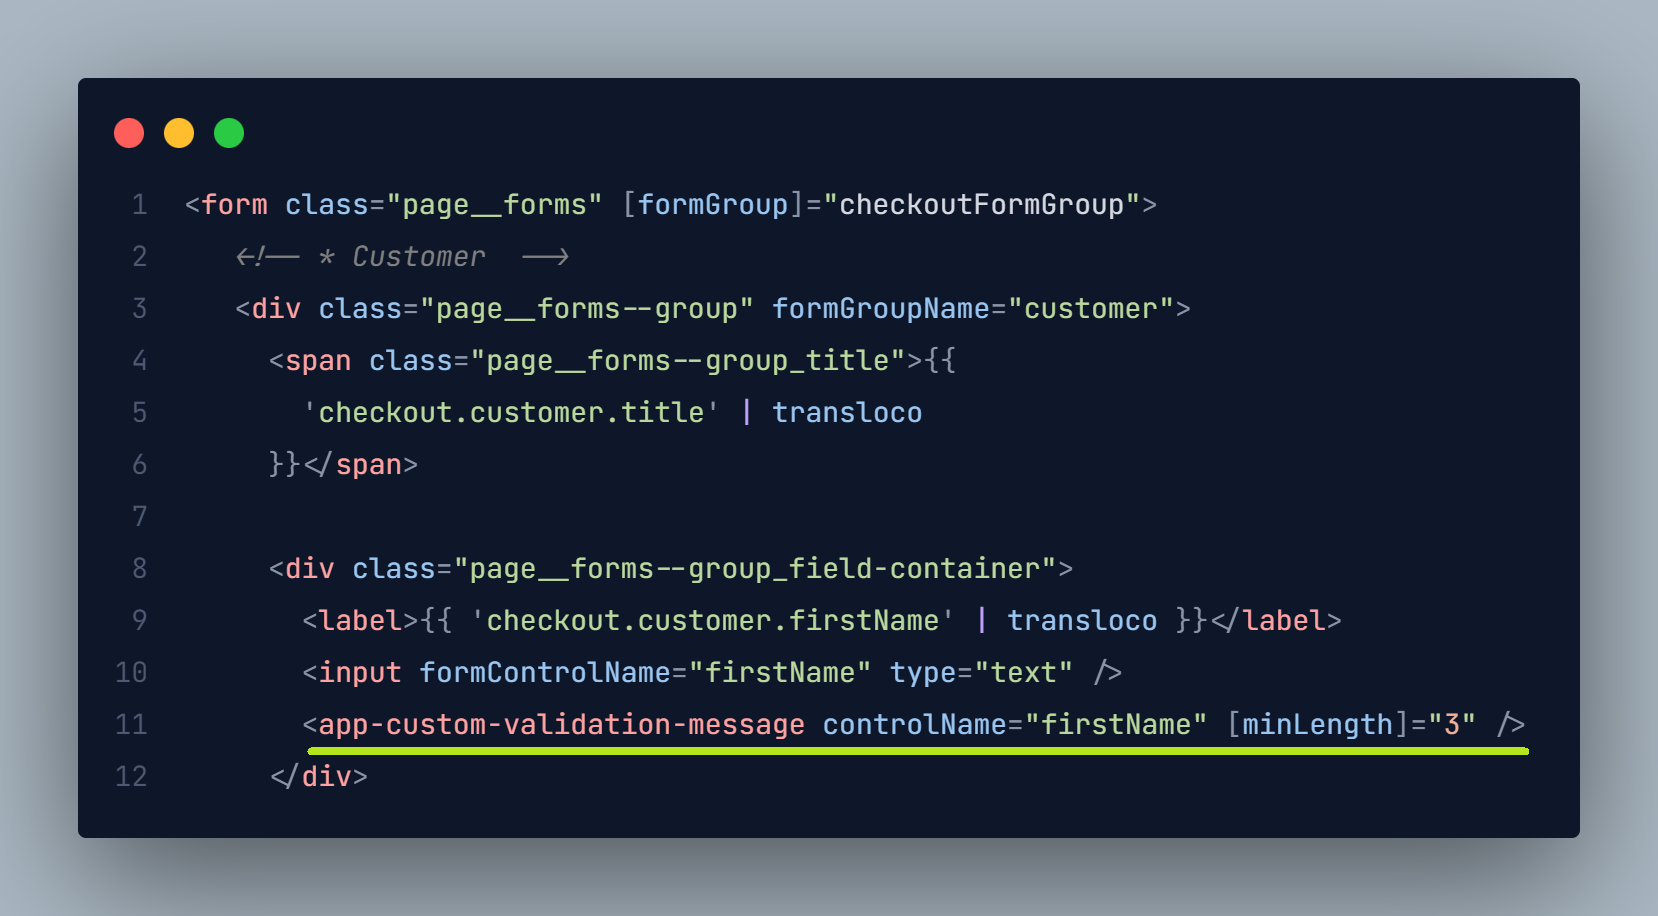 1 <form class="page__forms" [formGroup]="checkoutFormGroup">
2 <!-- * Customer  -->
3 <div class="page__forms--group" formGroupName="customer">
4 <span class="page__forms--group_title">{{
5 'checkout.customer.title' | transloco
6 }}</span>
7
8 <div class="page__forms--group_field-container">
9 <label>{{ 'checkout.customer.firstName' | transloco }}</label>
10 <input formControlName="firstName" type="text" />
11 <app-custom-validation-message controlName="firstName" [minLength]="3" />
12 </div>